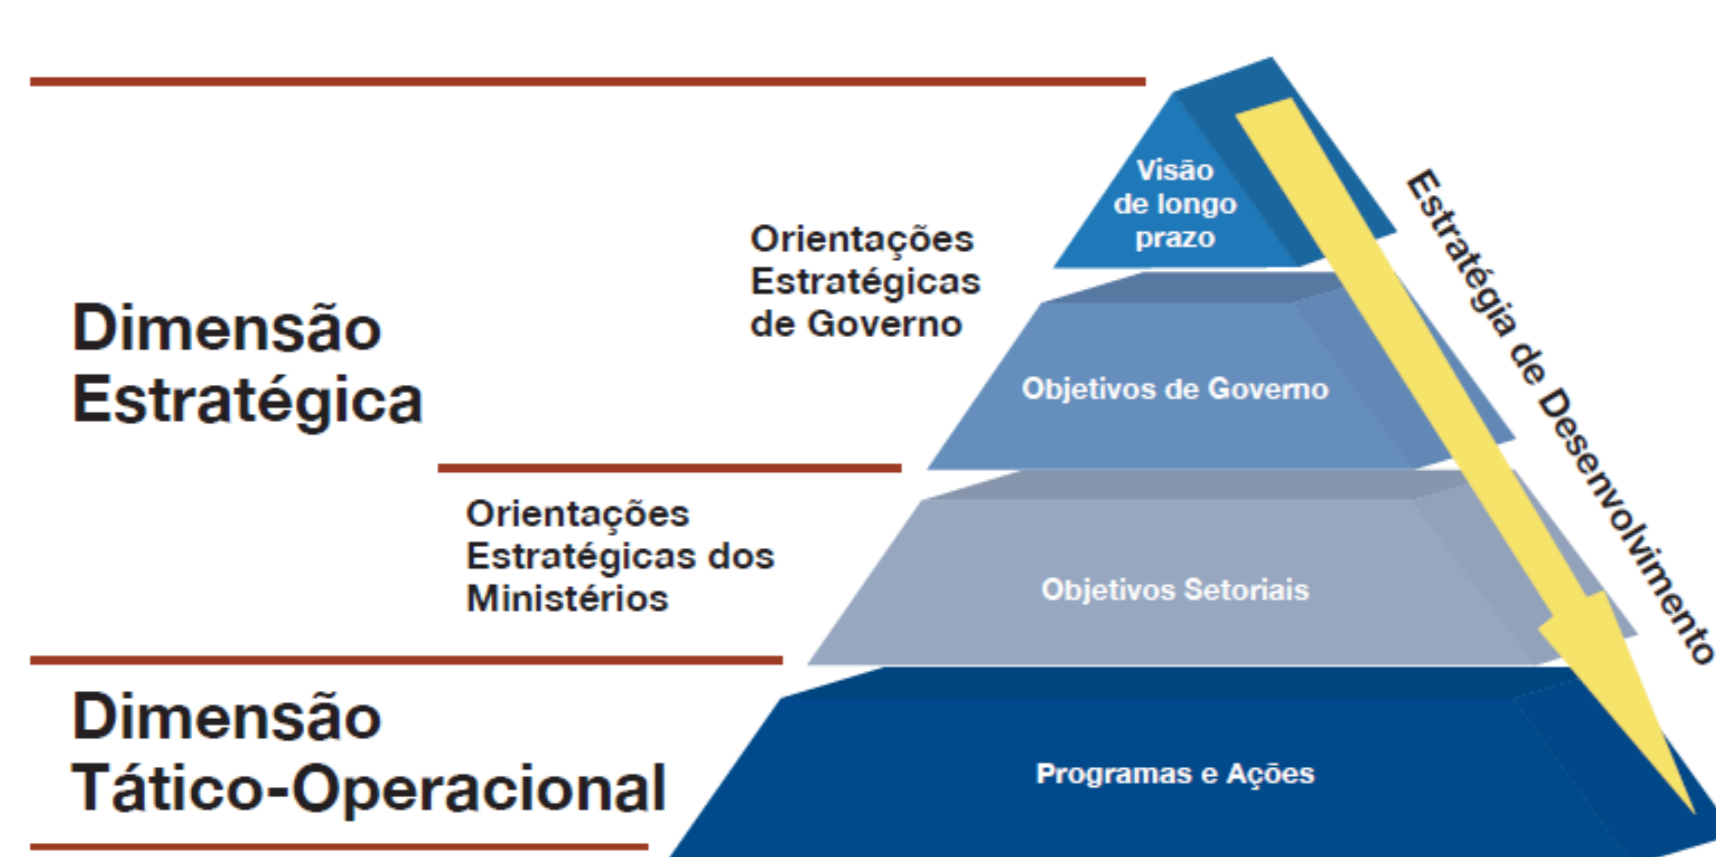 Visão
de longo
prazo
Orientações
Estratégicas
de Governo
Estratégia de Desenvolvimento
Dimensão
Estratégica
Objetivos de Governo
Orientações
Estratégicas dos
Ministérios
Objetivos Setoriais
Dimensão
Tático-Operacional
Programas e Ações